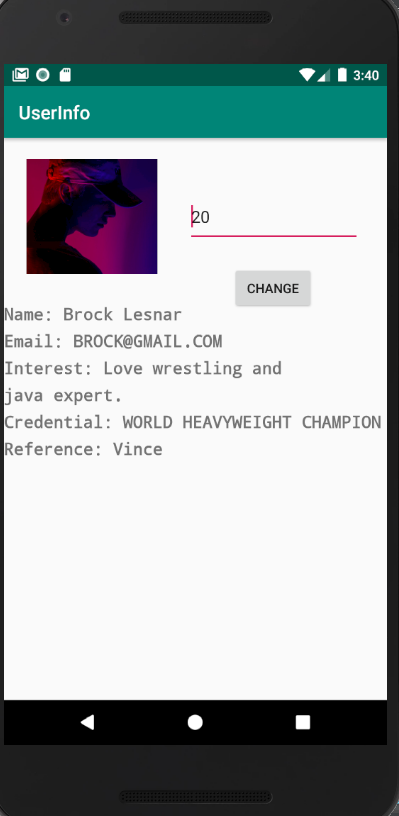 3:40
UserInfo
20
CHANGE
Name: Brock Lesnar
Email: BROCK@GMAIL.COM
Interest: Love wrestling and
java expert.
Credential: WORLD HEAVYWEIGHT CHAMPION
Reference: Vince